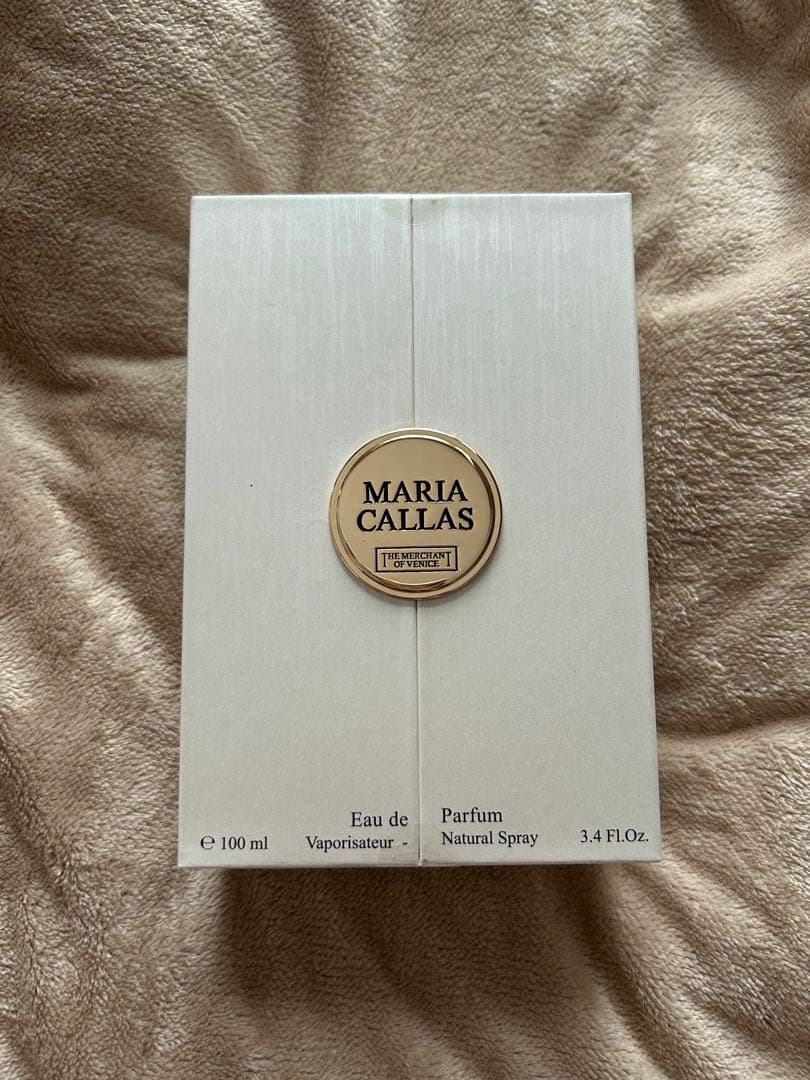 MARIA
CALLAS
THE MERCHANT
OF VENICE
Eau de Parfum
℮ 100 ml Vaporisateur - Natural Spray 3.4 Fl.Oz.